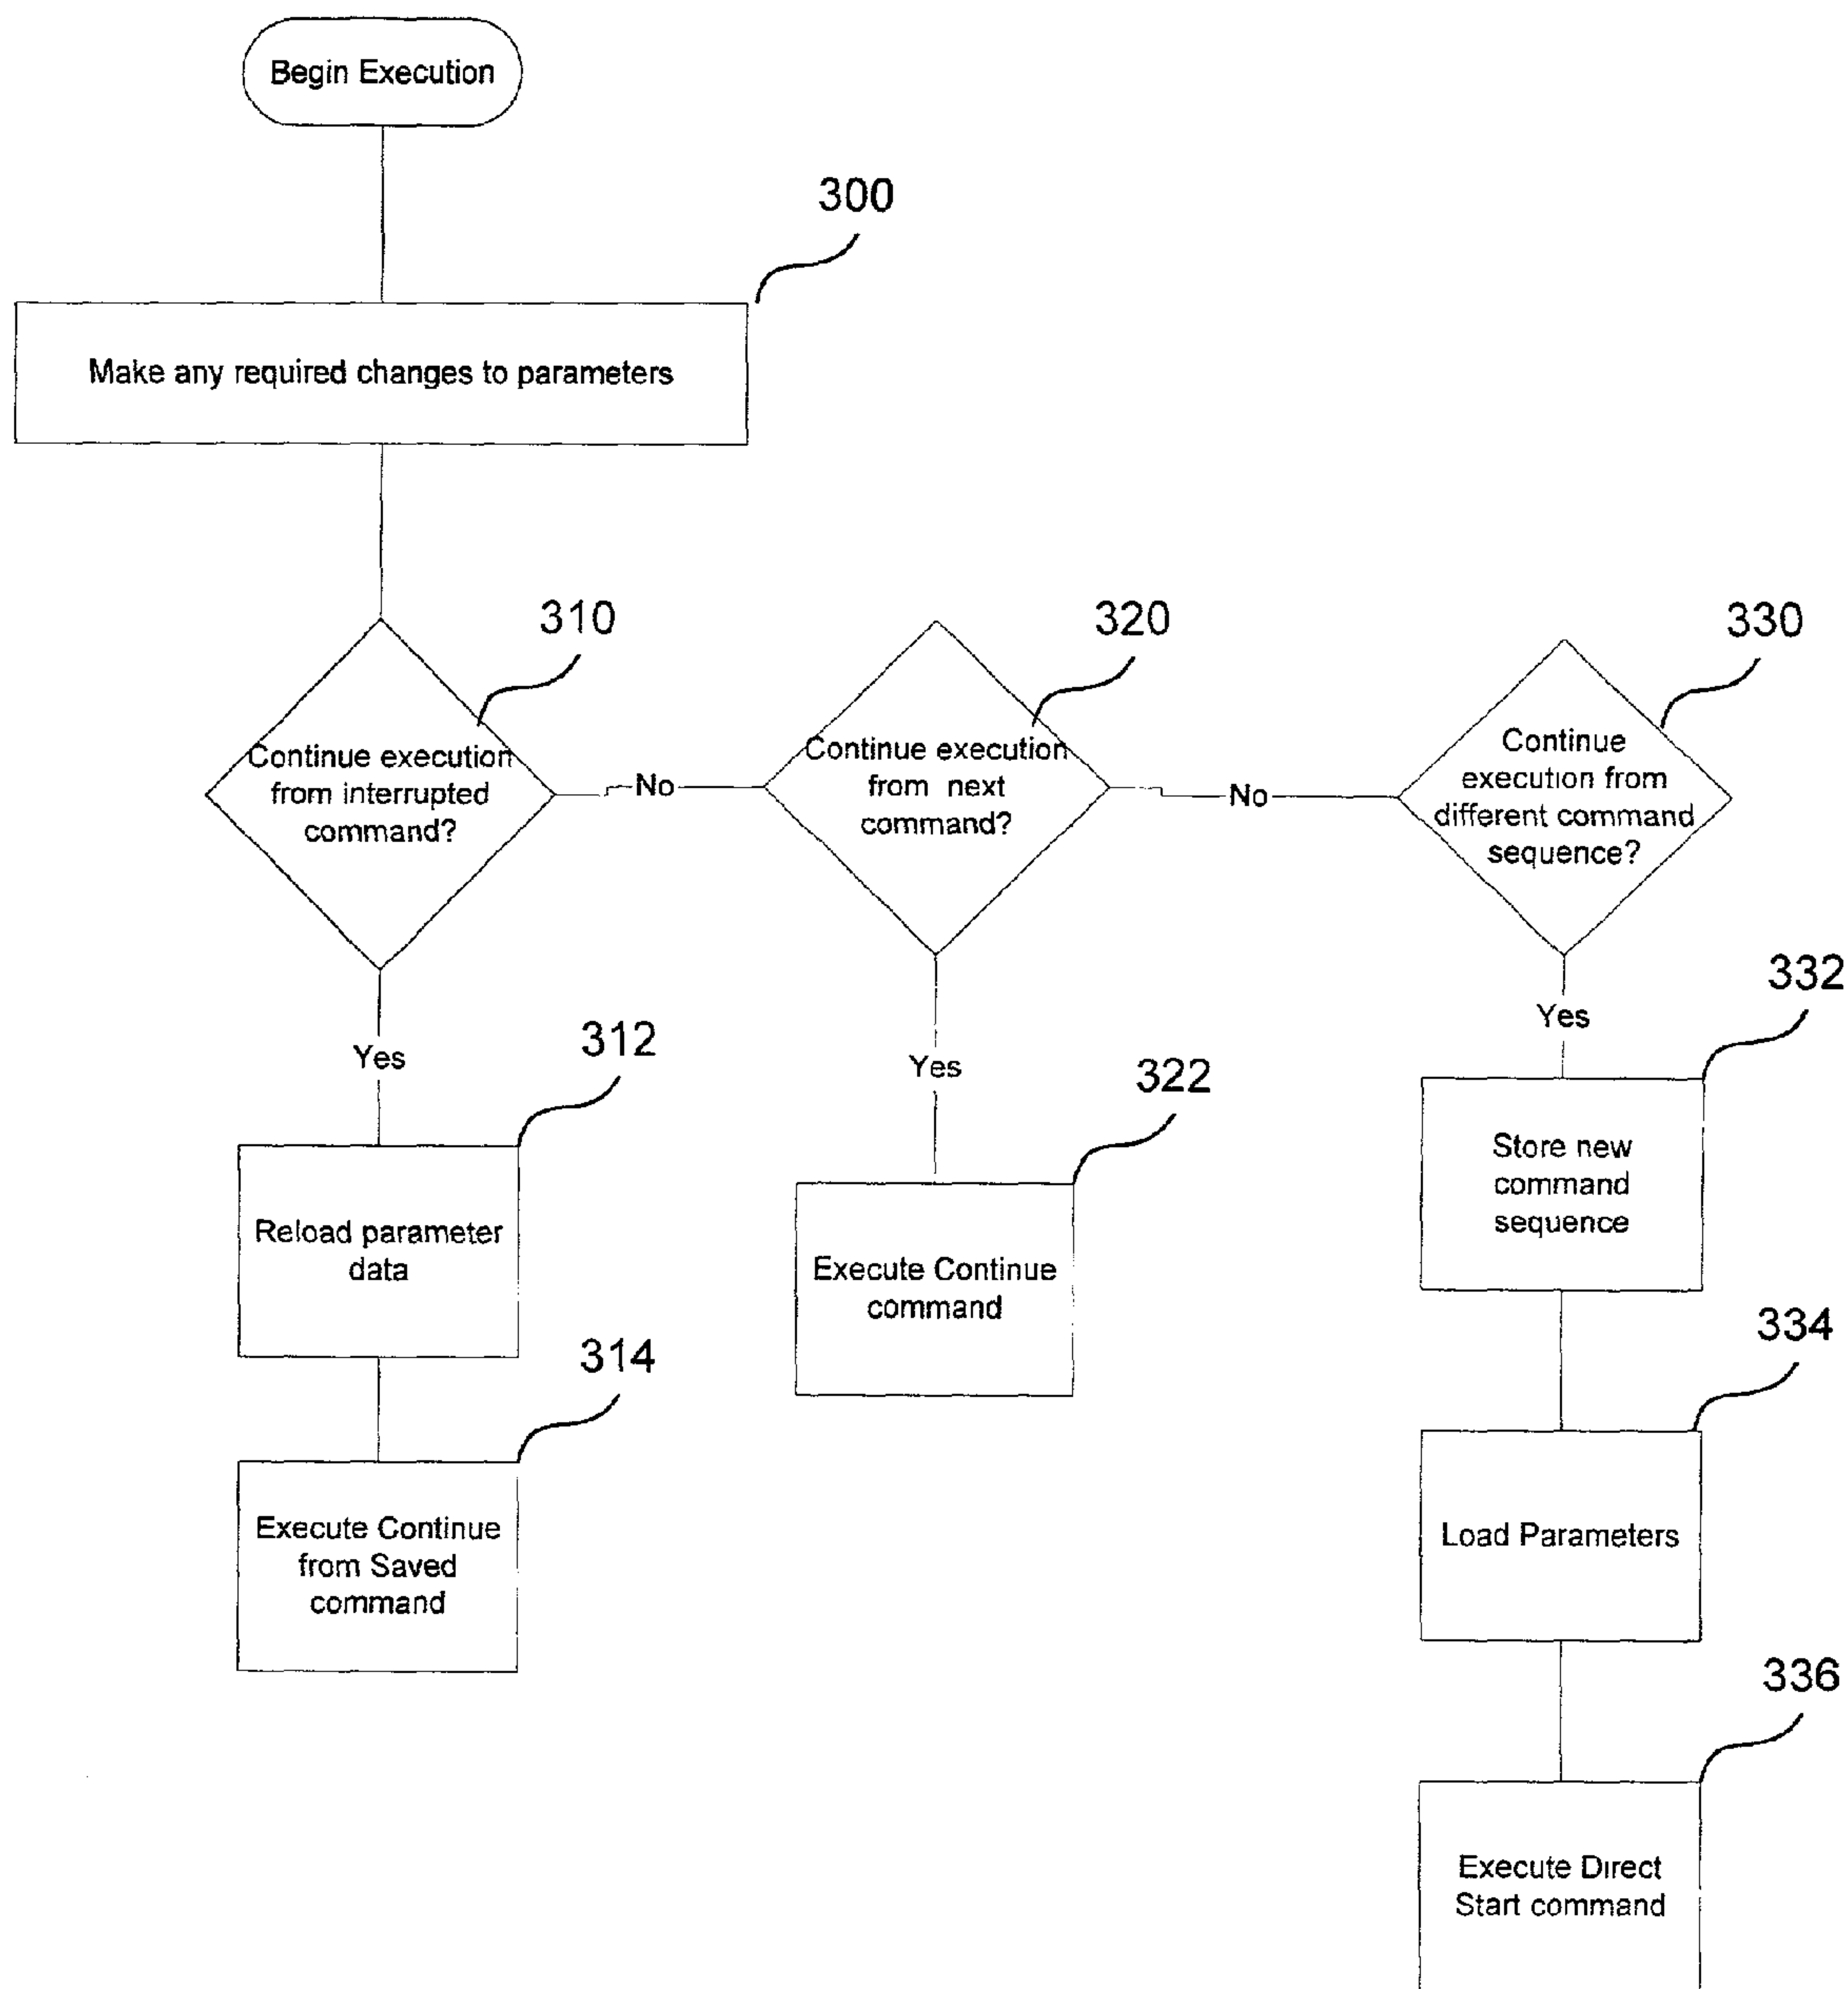 Begin Execution
300
Make any required changes to parameters
310
320
330
Continue execution
from interrupted
command?
No
Continue execution
from next
command?
No
Continue
execution from
different command
sequence?
Yes
312
Reload parameter
data
314
Execute Continue
from Saved
command
Yes
322
Execute Continue
command
Yes
332
Store new
command
sequence
334
Load Parameters
336
Execute Direct
Start command